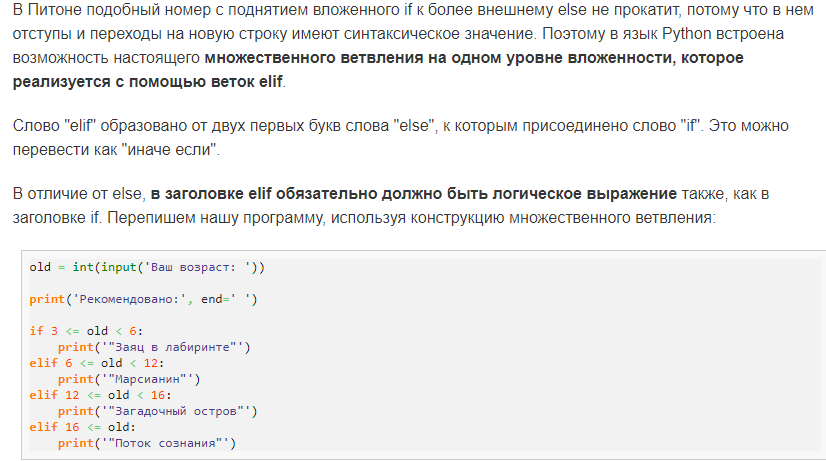 В Питоне подобный номер с поднятием вложенного if к более внешнему else не прокатит, потому что в нем
отступы и переходы на новую строку имеют синтаксическое значение. Поэтому в язык Python встроена
возможность настоящего множественного ветвления на одном уровне вложенности, которое
реализуется с помощью веток elif.
Слово "elif" образовано от двух первых букв слова "else", к которым присоединено слово "if". Это можно
перевести как "иначе если".
В отличие от else, в заголовке elif обязательно должно быть логическое выражение также, как в
заголовке if. Перепишем нашу программу, используя конструкцию множественного ветвления:
old = int(input('Ваш возраст: '))
print('Рекомендовано:', end=' ')
if 3 <= old < 6:
    print('"Заяц в лабиринте"')
elif 6 <= old < 12:
    print('"Марсианин"')
elif 12 <= old < 16:
    print('"Загадочный остров"')
elif 16 <= old:
    print('"Поток сознания"')